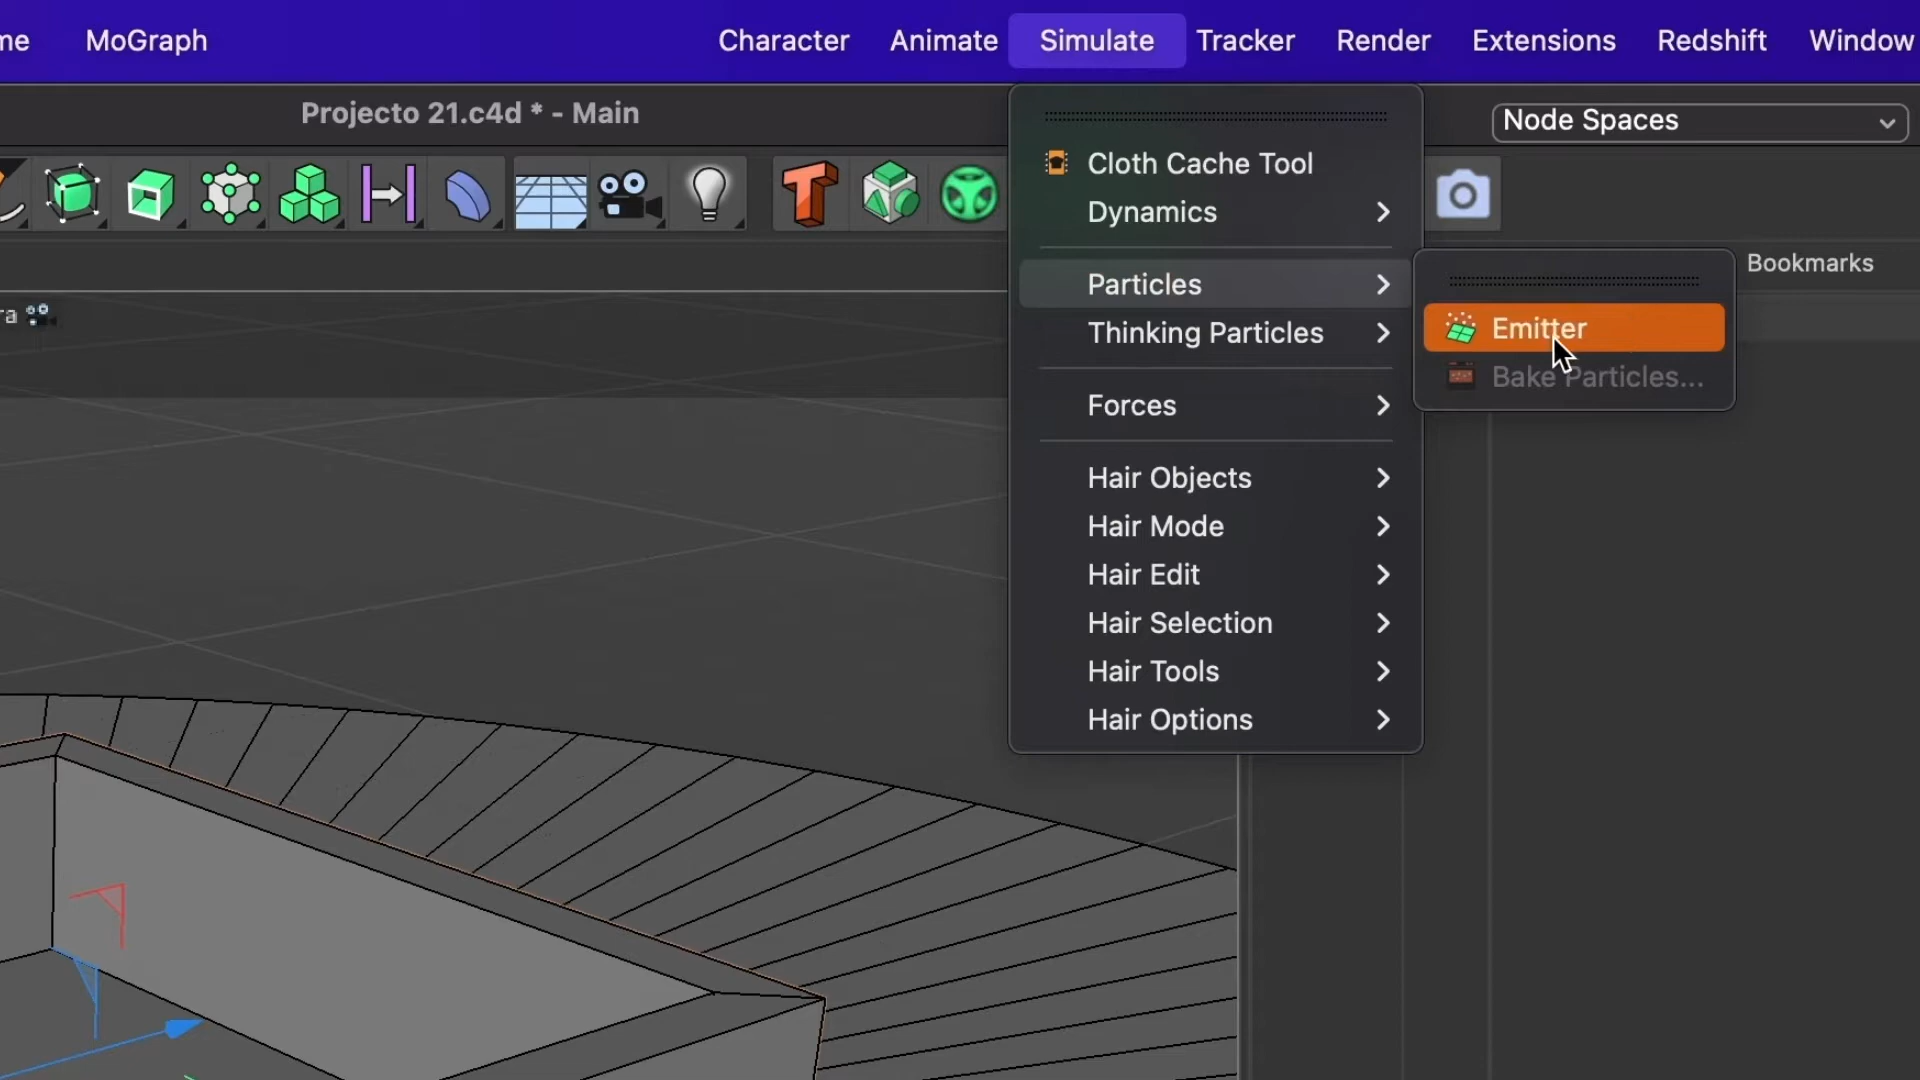 me MoGraph Character Animate Simulate Tracker Render Extensions Redshift Window
Projecto 21.c4d * - Main
Node Spaces
Cloth Cache Tool
Dynamics
Bookmarks
Particles
Emitter
ra
Thinking Particles
Bake Particles...
Forces
Hair Objects
Hair Mode
Hair Edit
Hair Selection
Hair Tools
Hair Options